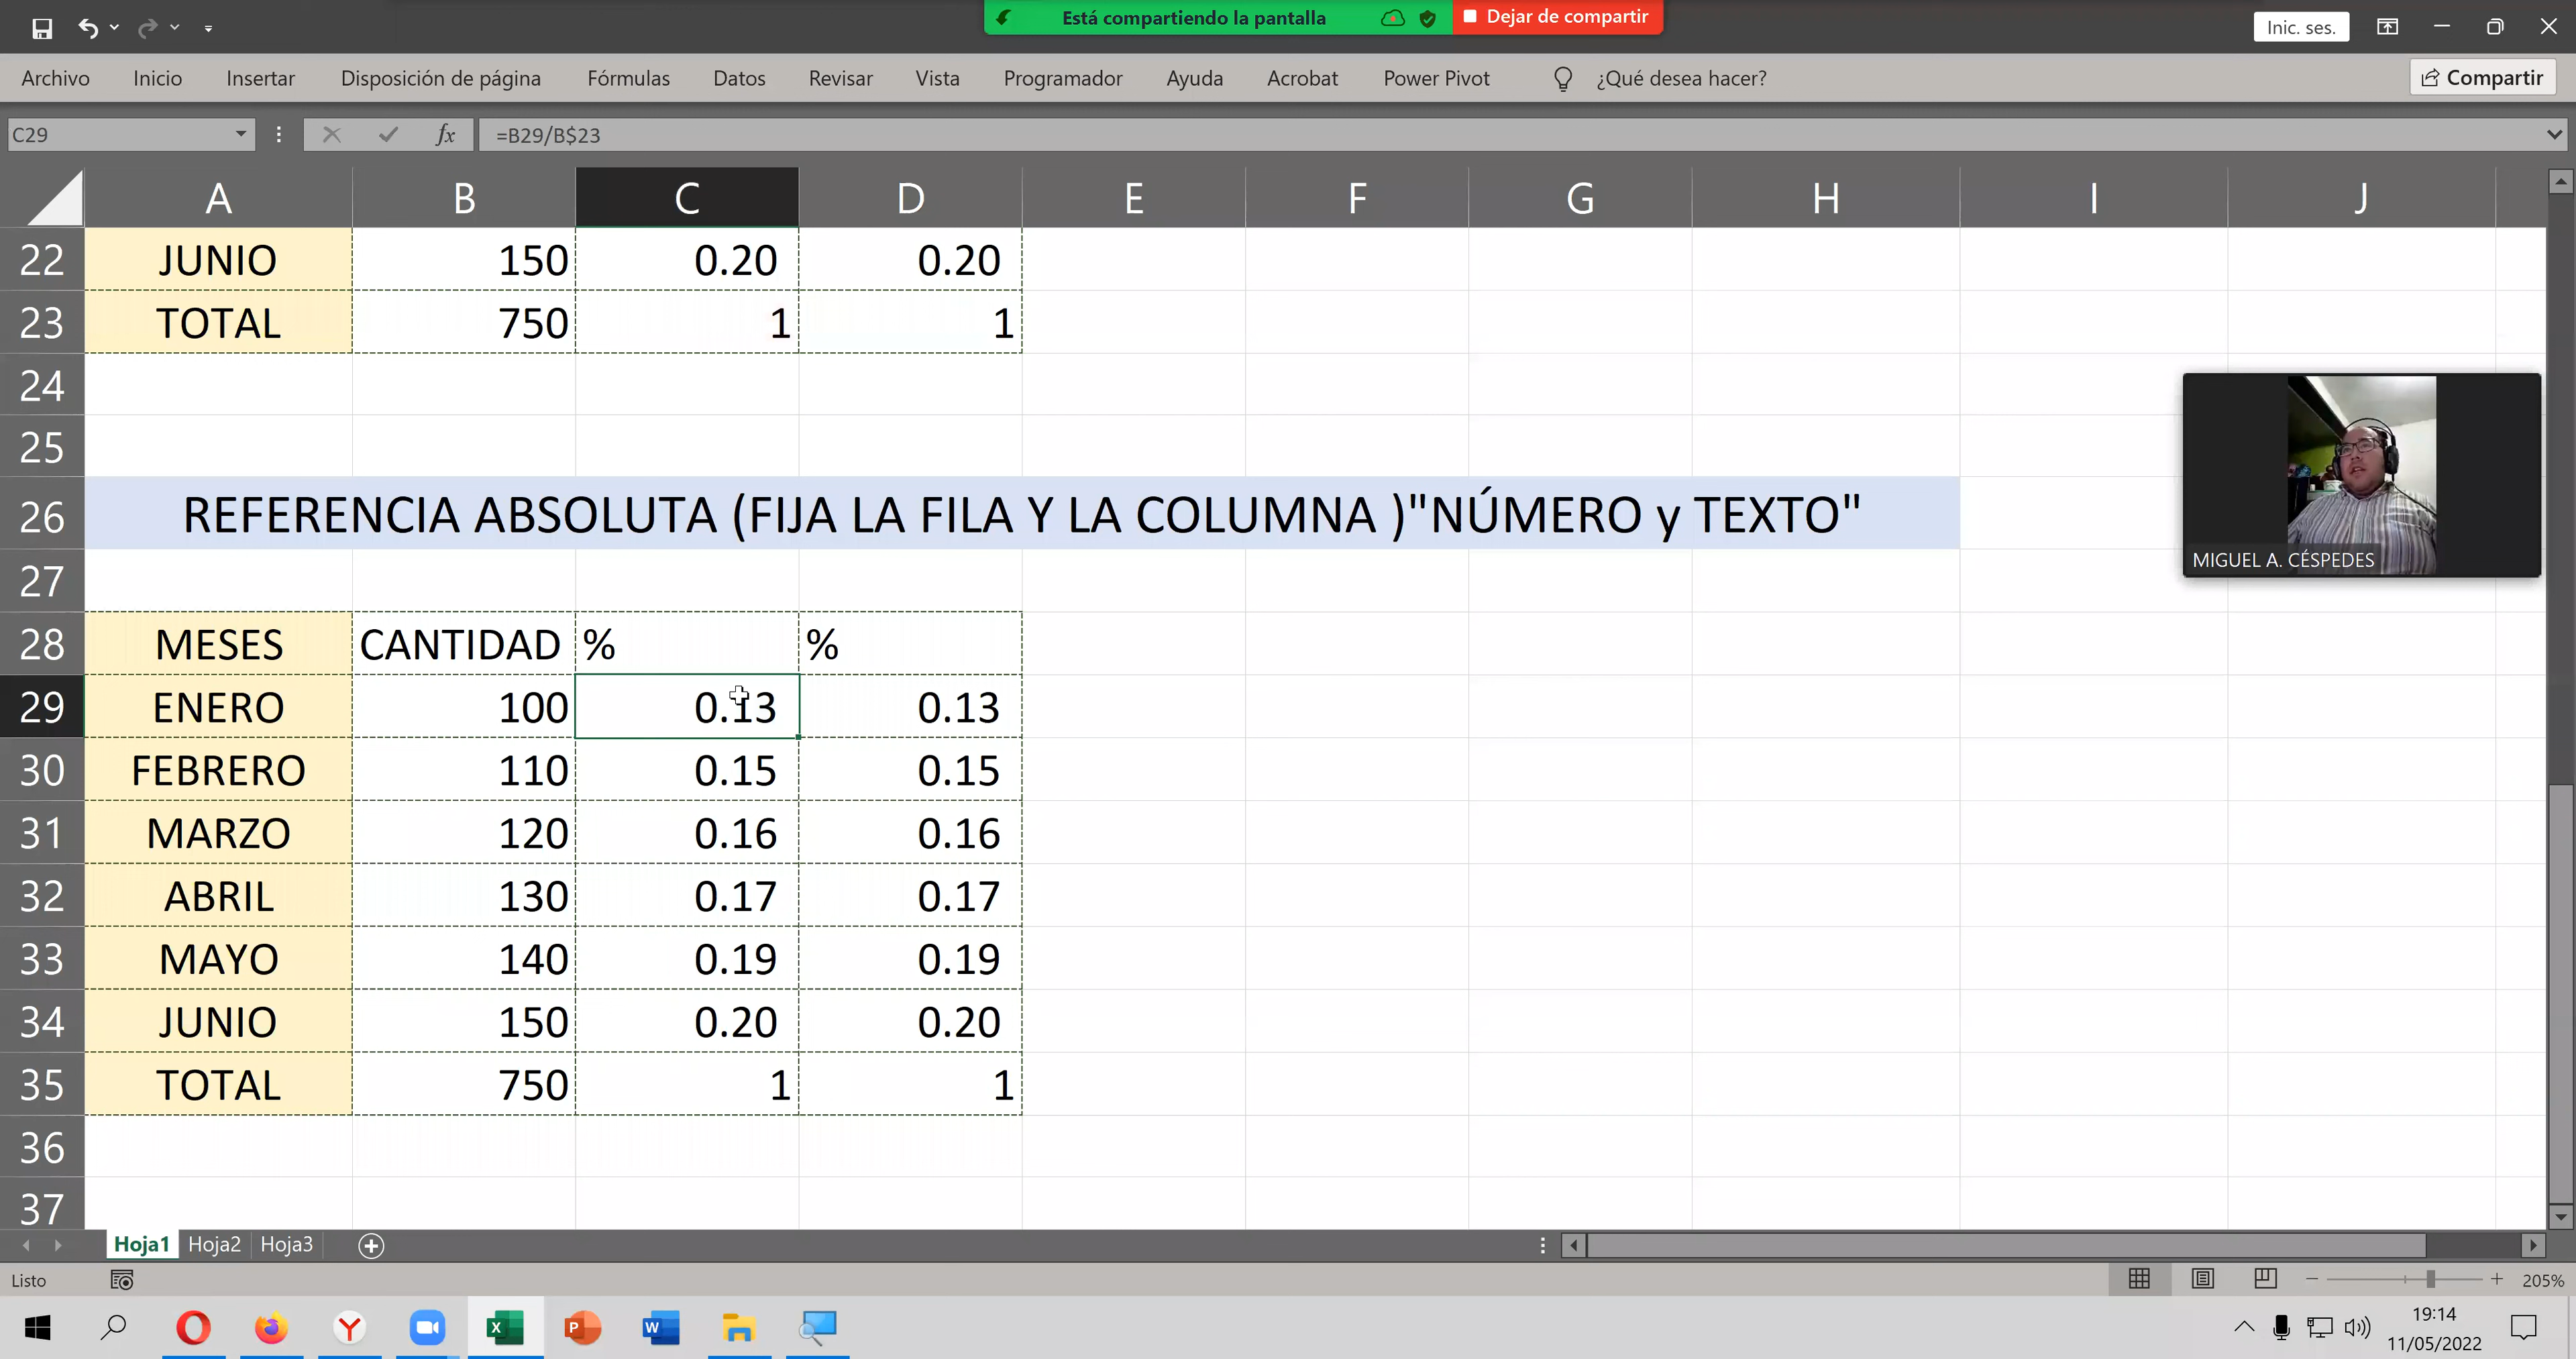 Está compartiendo la pantalla
Dejar de compartir
Inic. ses.
Archivo Inicio Insertar Disposición de página Fórmulas Datos Revisar Vista Programador Ayuda Acrobat Power Pivot ¿Qué desea hacer? Compartir
C29 fx =B29/B$23
A B C D E F G H I J
22 JUNIO 150 0.20 0.20
23 TOTAL 750 1 1
24
25
26 REFERENCIA ABSOLUTA (FIJA LA FILA Y LA COLUMNA )"NÚMERO y TEXTO"
MIGUEL A. CÉSPEDES
27
28 MESES CANTIDAD % %
29 ENERO 100 0.13 0.13
30 FEBRERO 110 0.15 0.15
31 MARZO 120 0.16 0.16
32 ABRIL 130 0.17 0.17
33 MAYO 140 0.19 0.19
34 JUNIO 150 0.20 0.20
35 TOTAL 750 1 1
36
37
Hoja1 Hoja2 Hoja3
Listo 205%
19:14
11/05/2022